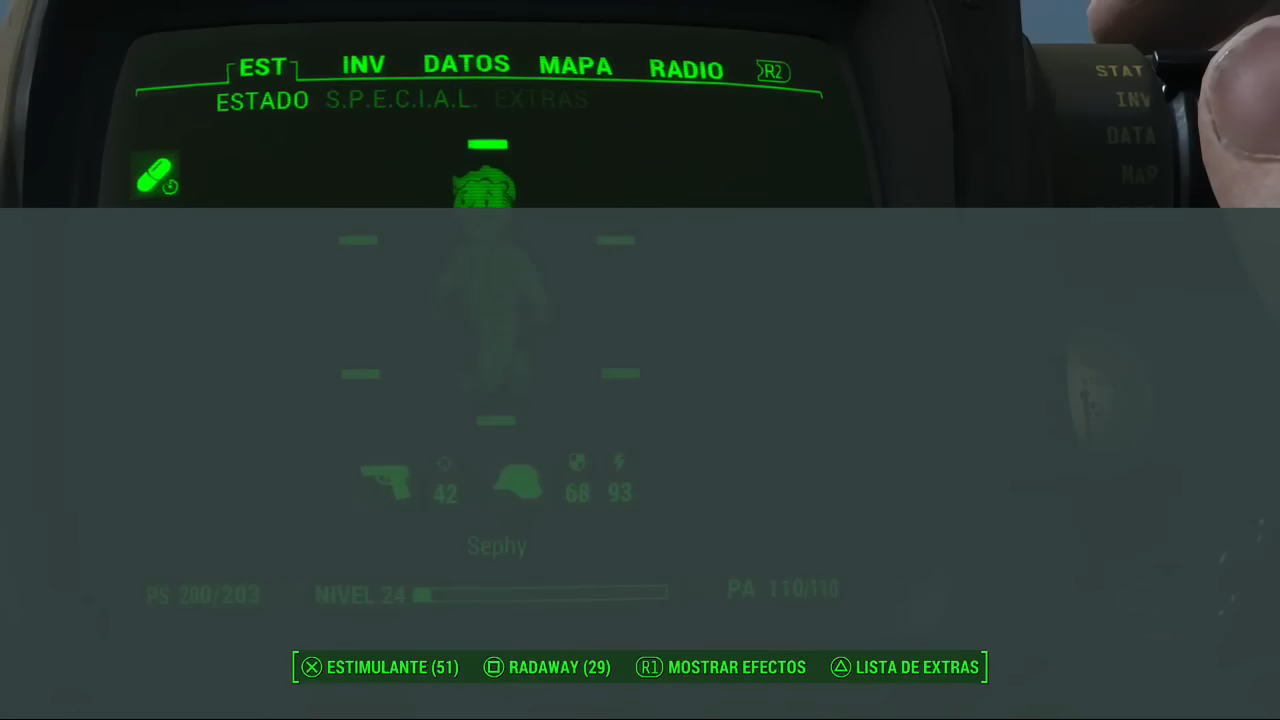 EST INV DATOS MAPA RADIO R2
ESTADO S.P.E.C.I.A.L. EXTRAS
STAT
INV
DATA
MAP
42 68 93
Sephy
PS 200/203 NIVEL 24 PA 110/110
ESTIMULANTE (51) RADAWAY (29) R1 MOSTRAR EFECTOS LISTA DE EXTRAS